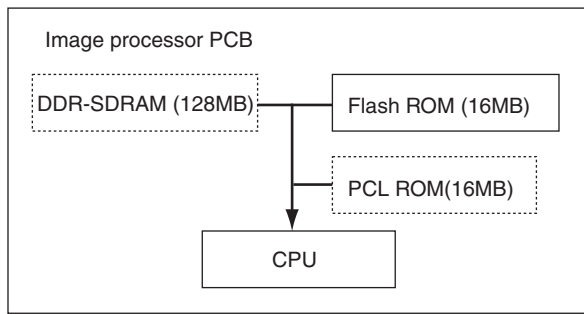 Image processor PCB
DDR-SDRAM (128MB)
Flash ROM (16MB)
PCL ROM(16MB)
CPU